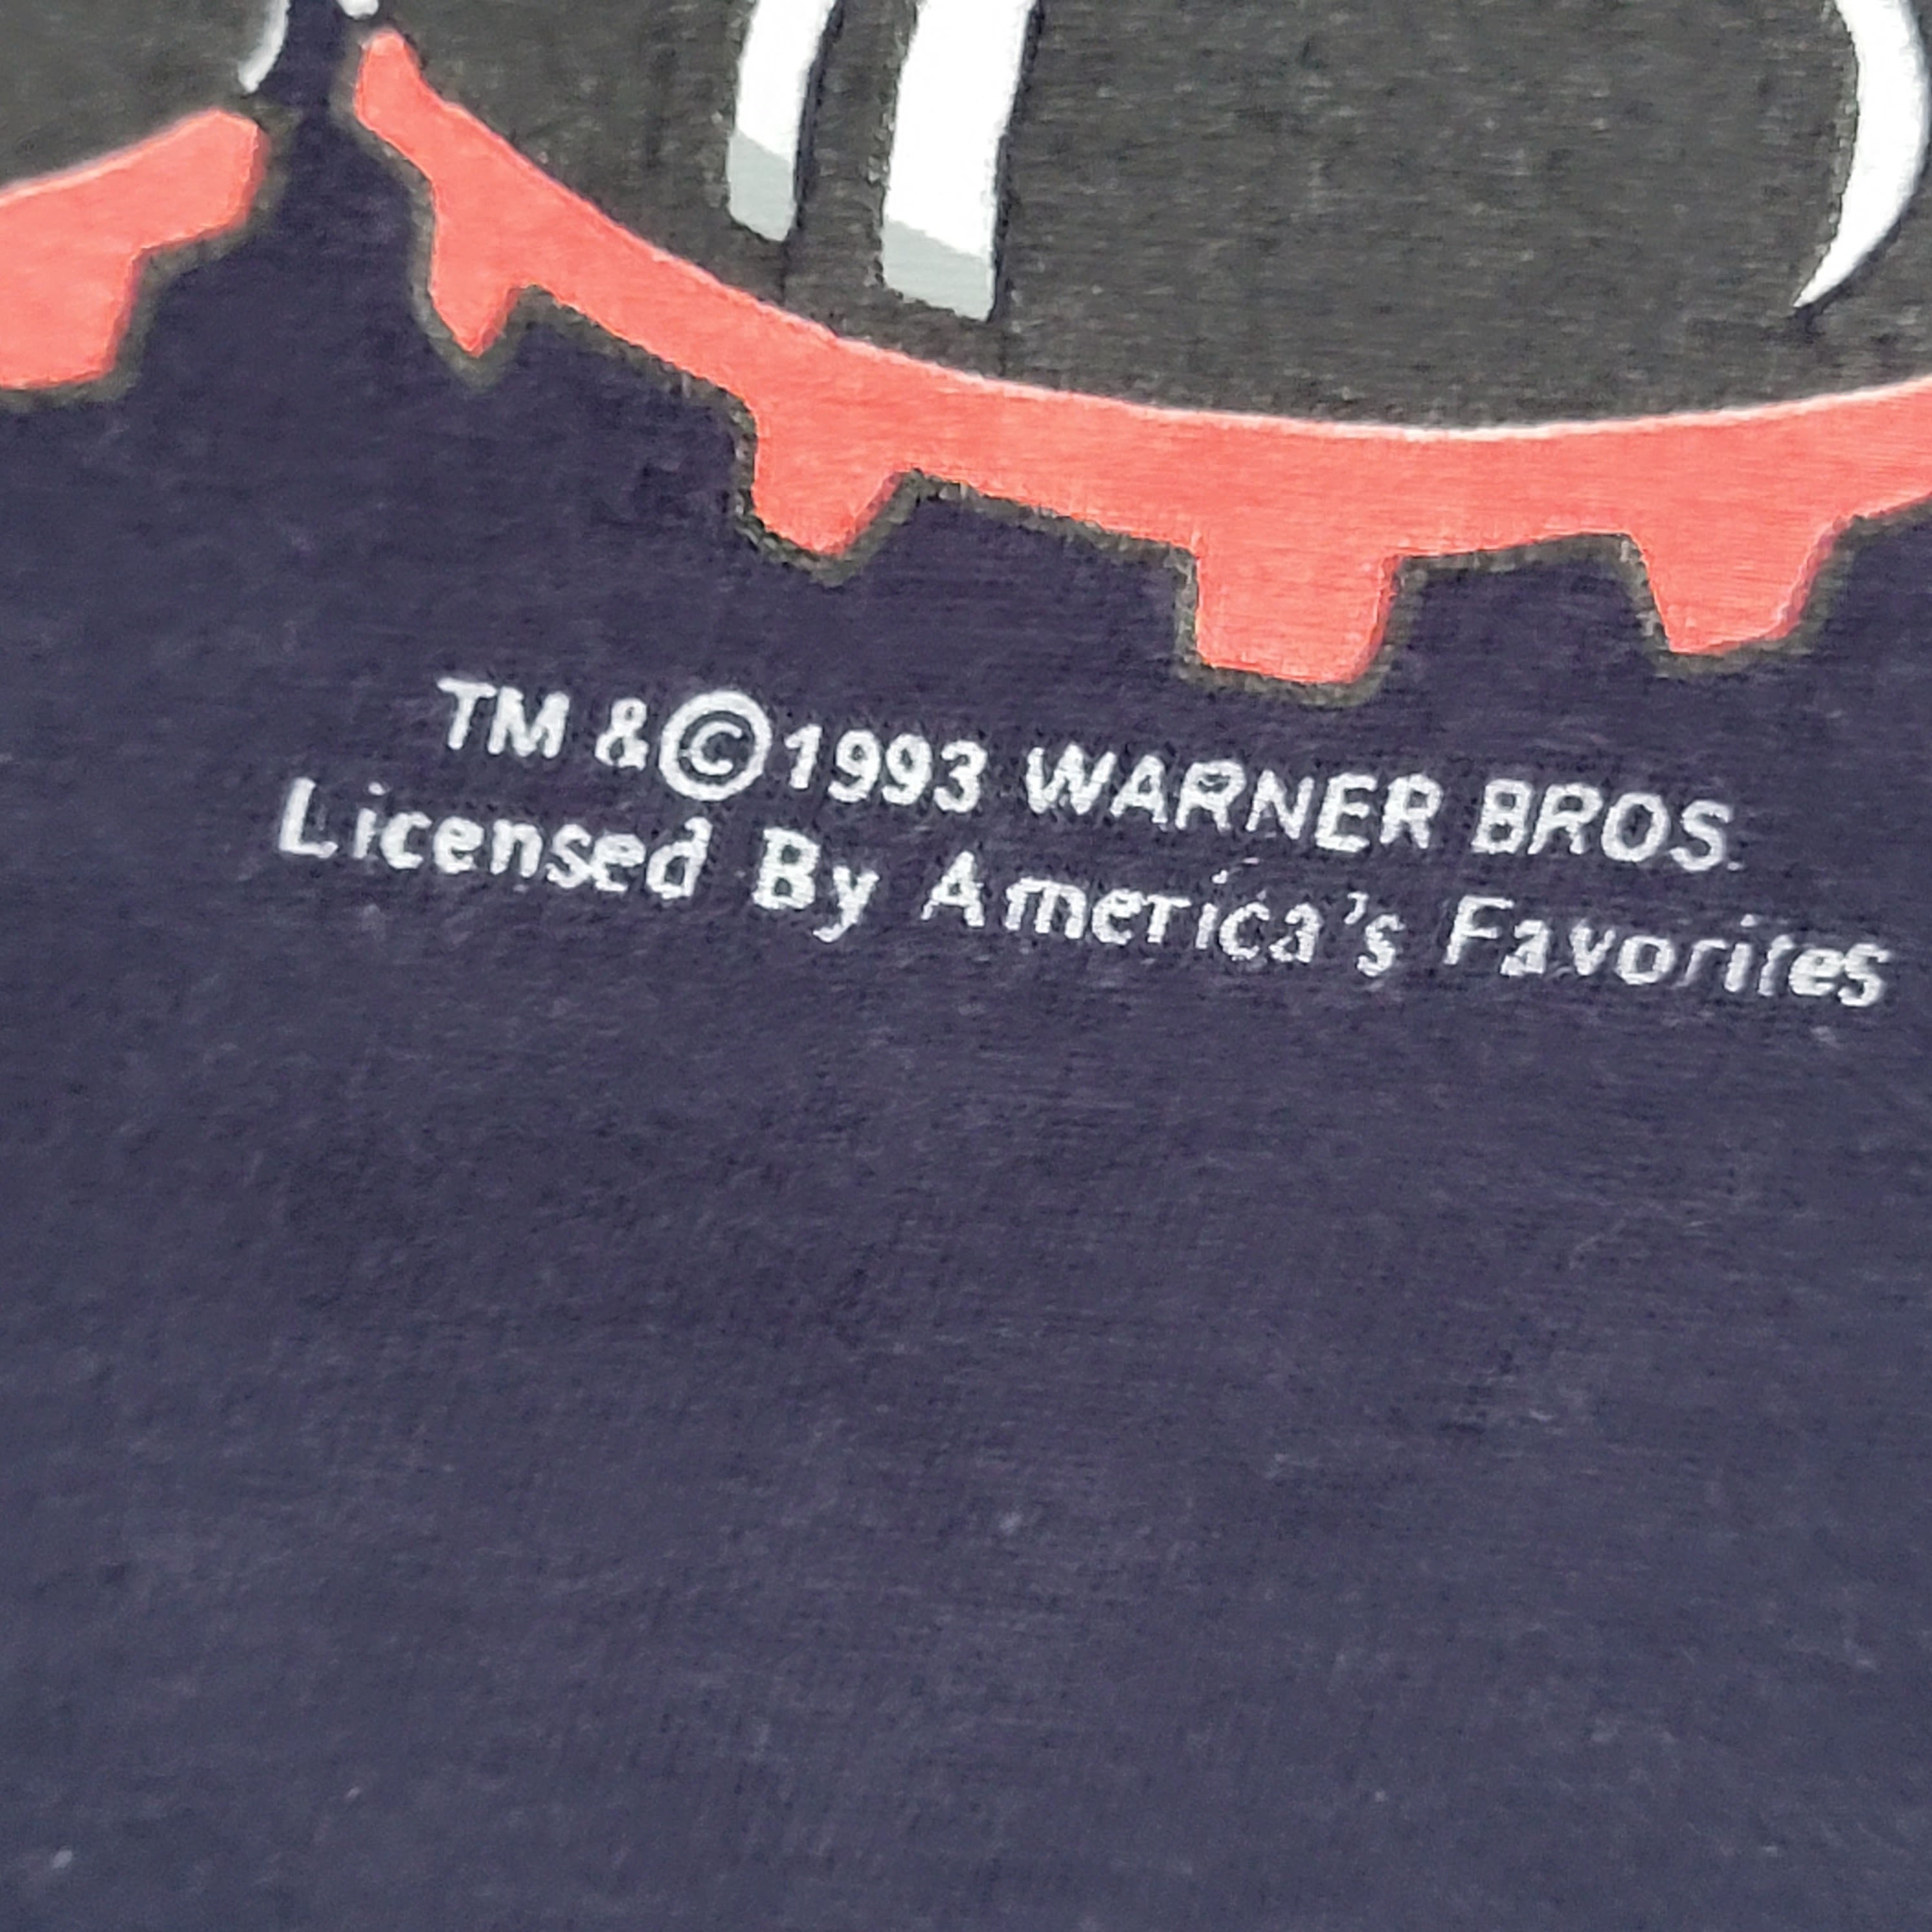 TM &©1993 WARNER BROS.
Licensed By America's Favorites